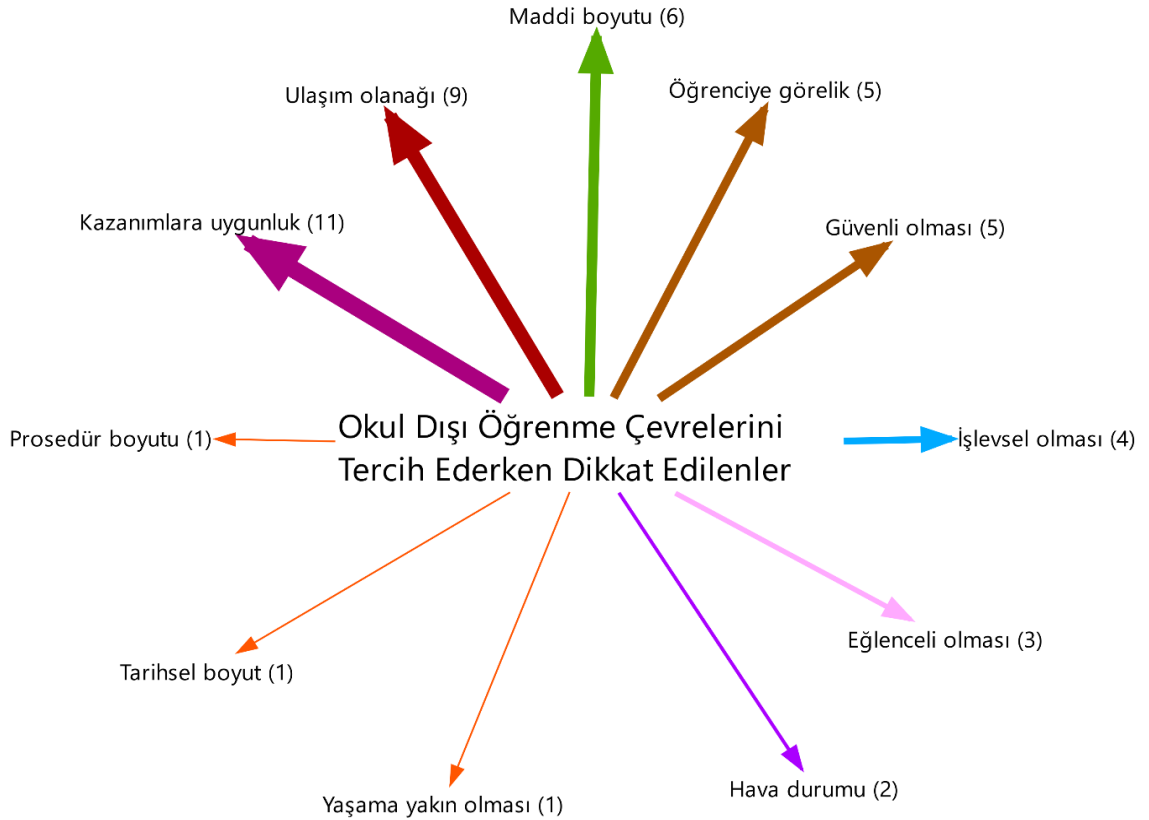 Maddi boyutu (6)
Ulaşım olanağı (9)
Öğrenciye görelik (5)
Kazanımlara uygunluk (11)
Güvenli olması (5)
Okul Dışı Öğrenme Çevrelerini
Tercih Ederken Dikkat Edilenler
Prosedür boyutu (1)
İşlevsel olması (4)
Eğlenceli olması (3)
Tarihsel boyut (1)
Hava durumu (2)
Yaşama yakın olması (1)